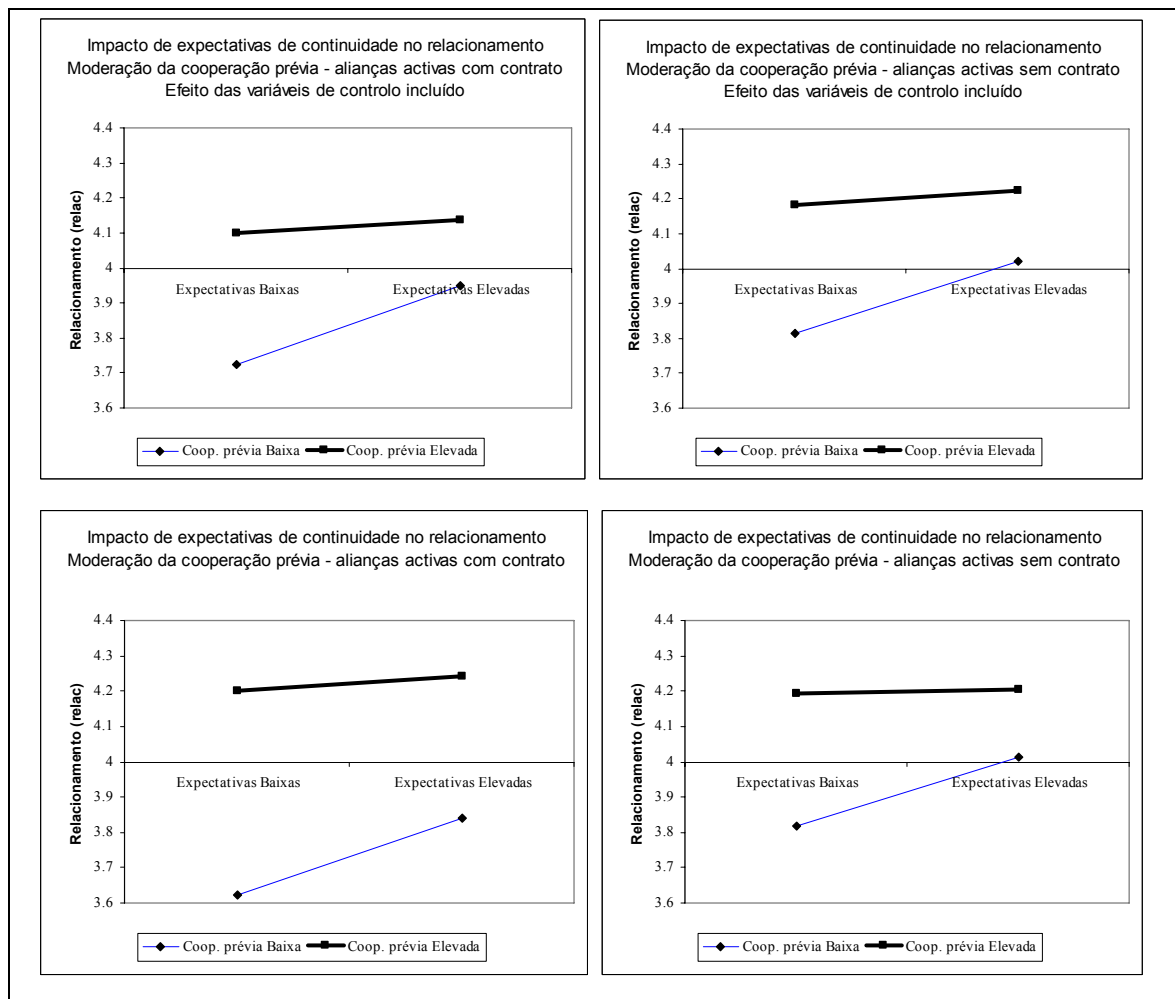 Impacto de expectativas de continuidade no relacionamento
Moderação da cooperação prévia - alianças activas com contrato
Efeito das variáveis de controlo incluído
4.4
4.3
4.2
4.1
4
3.9
3.8
3.7
3.6
Relacionamento (relac)
Expectativas Baixas
Expectativas Elevadas
Coop. prévia Baixa
Coop. prévia Elevada
Impacto de expectativas de continuidade no relacionamento
Moderação da cooperação prévia - alianças activas sem contrato
Efeito das variáveis de controlo incluído
4.4
4.3
4.2
4.1
4
3.9
3.8
3.7
3.6
Relacionamento (relac)
Expectativas Baixas
Expectativas Elevadas
Coop. prévia Baixa
Coop. prévia Elevada
Impacto de expectativas de continuidade no relacionamento
Moderação da cooperação prévia - alianças activas com contrato
4.4
4.3
4.2
4.1
4
3.9
3.8
3.7
3.6
Relacionamento (relac)
Expectativas Baixas
Expectativas Elevadas
Coop. prévia Baixa
Coop. prévia Elevada
Impacto de expectativas de continuidade no relacionamento
Moderação da cooperação prévia - alianças activas sem contrato
4.4
4.3
4.2
4.1
4
3.9
3.8
3.7
3.6
Relacionamento (relac)
Expectativas Baixas
Expectativas Elevadas
Coop. prévia Baixa
Coop. prévia Elevada